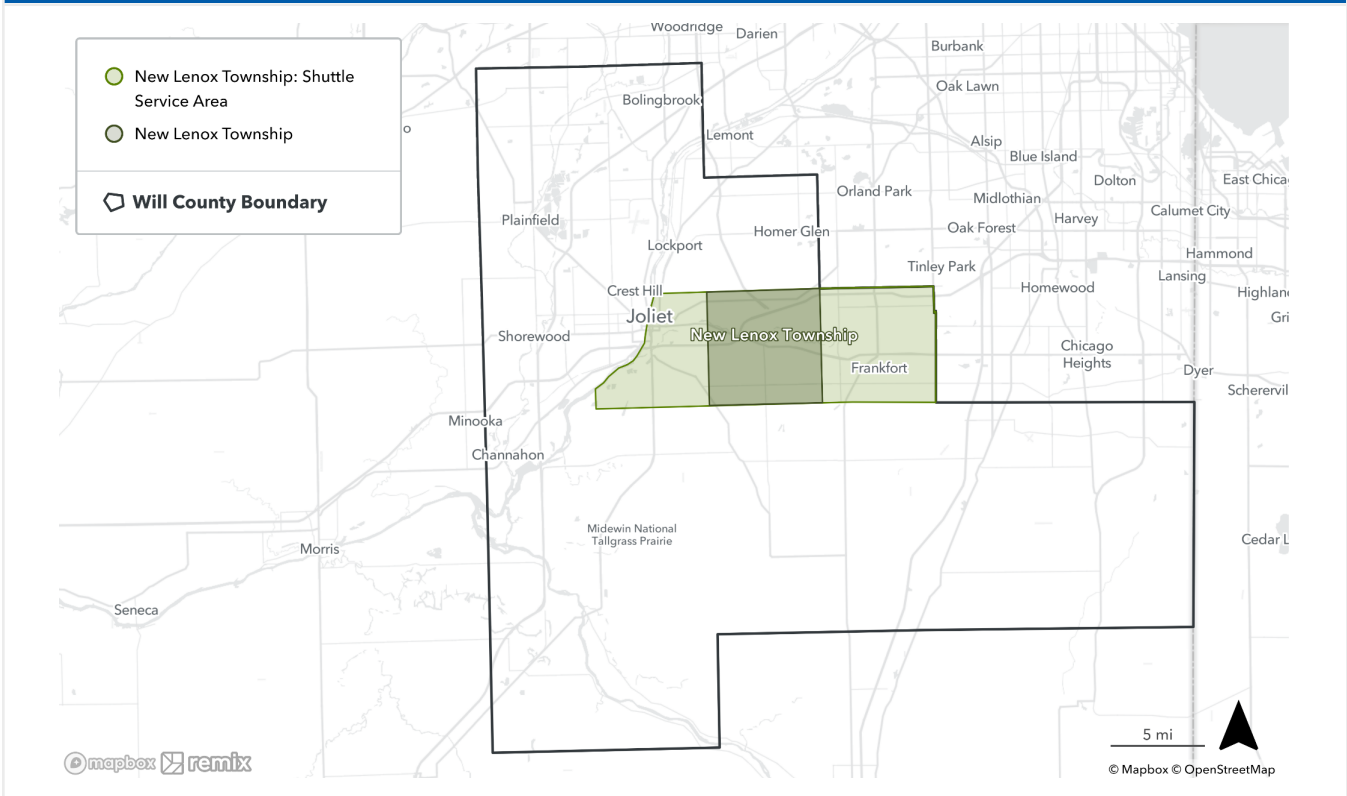 New Lenox Township: Shuttle
Service Area
New Lenox Township
Will County Boundary
o
Woodridge
Darien
Burbank
Bolingbrook
Oak Lawn
Lemont
Alsip
Blue Island
Dolton
East Chica
Orland Park
Midlothian
Plainfield
Harvey
Calumet City
Homer Glen
Oak Forest
Lockport
Hammond
Tinley Park
Lansing
Crest Hill
Homewood
Highlan
Joliet
Gri
Shorewood
New Lenox Township
Chicago
Heights
Frankfort
Dyer
Scherervil
Minooka
Channahon
Midewin National
Tallgrass Prairie
Morris
Cedar L
Seneca
5 mi
mapbox remix
© Mapbox © OpenStreetMap